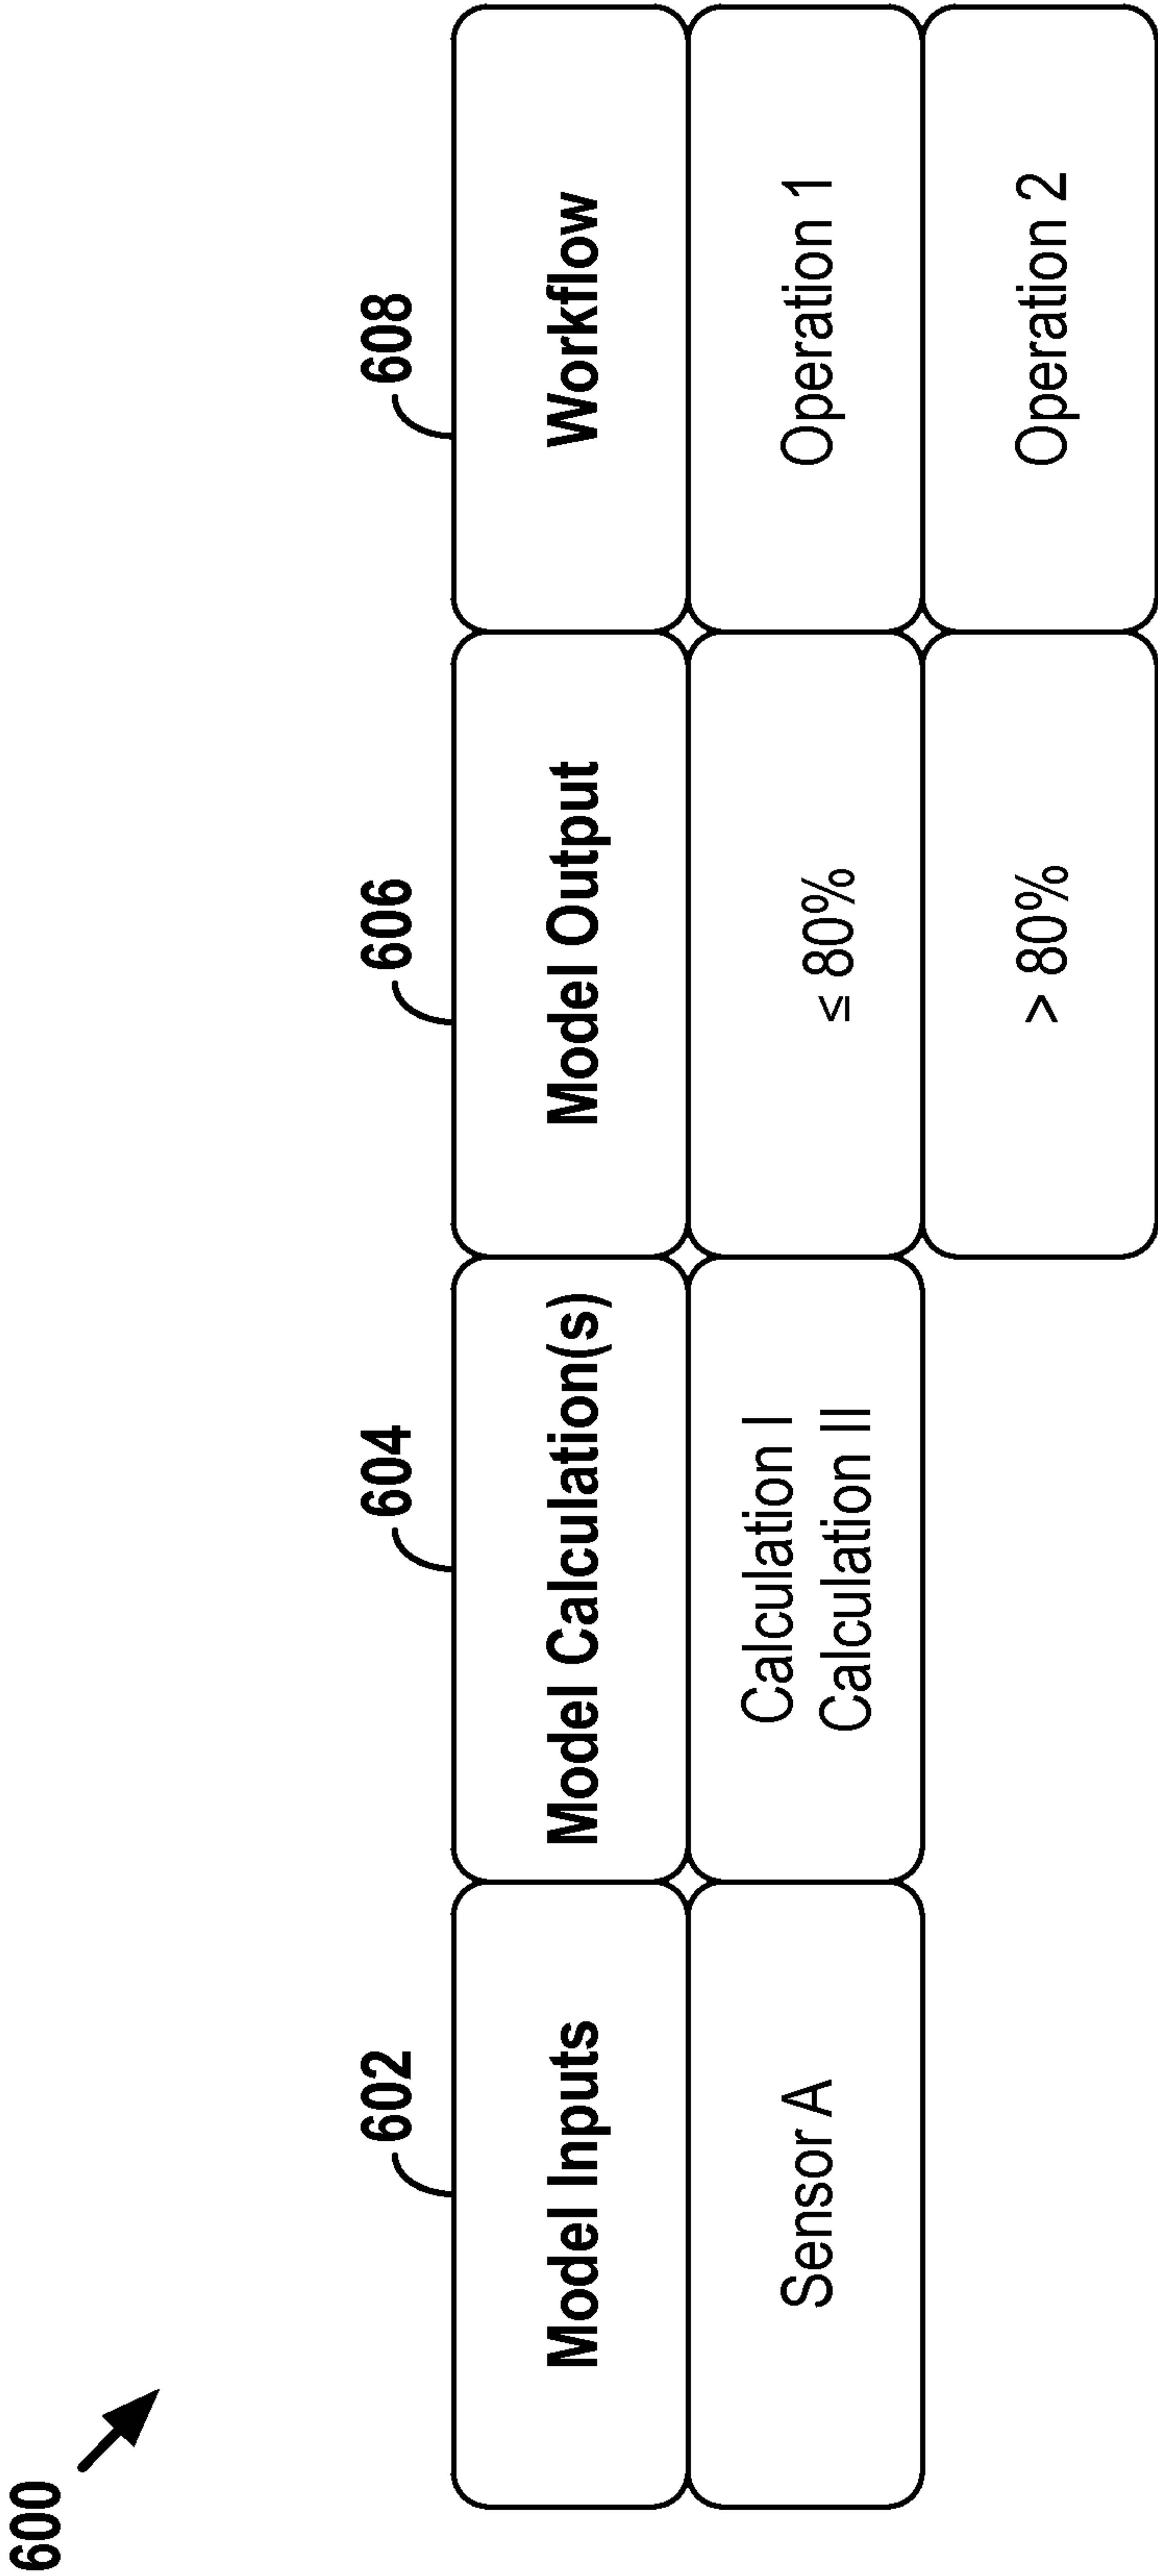 600
602
604
606
608
Model Inputs
Model Calculation(s)
Model Output
Workflow
Sensor A
Calculation I
Calculation II
≤ 80%
Operation 1
> 80%
Operation 2